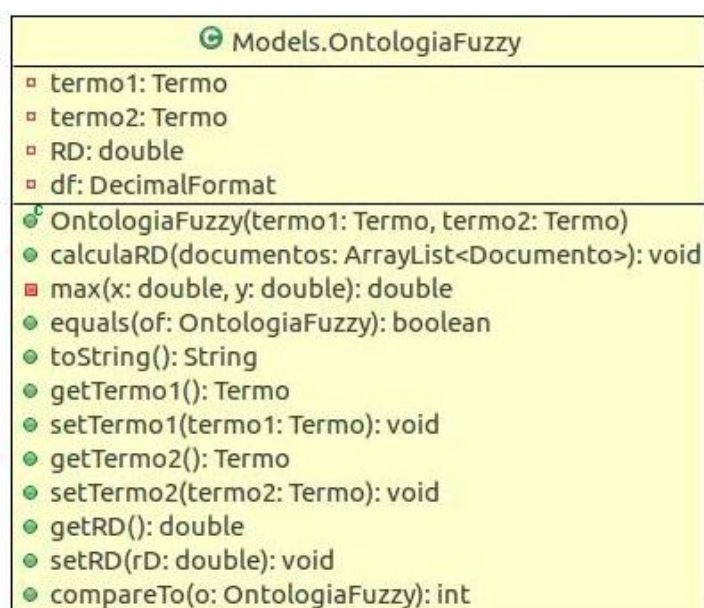 Models.OntologiaFuzzy
termo1: Termo
termo2: Termo
RD: double
df: DecimalFormat
OntologiaFuzzy(termo1: Termo, termo2: Termo)
calculaRD(documentos: ArrayList<Documento>): void
max(x: double, y: double): double
equals(of: OntologiaFuzzy): boolean
toString(): String
getTermo1(): Termo
setTermo1(termo1: Termo): void
getTermo2(): Termo
setTermo2(termo2: Termo): void
getRD(): double
setRD(rD: double): void
compareTo(o: OntologiaFuzzy): int